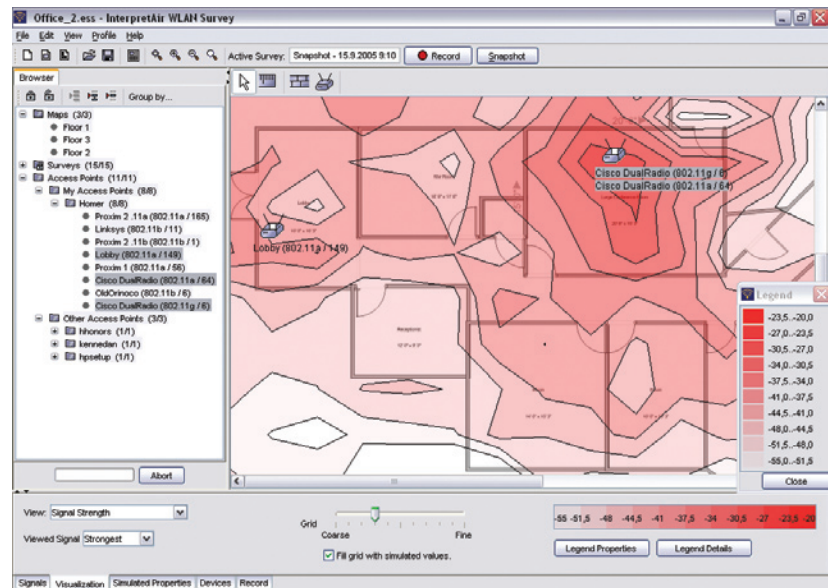 Office_2.ess - InterpretAir WLAN Survey
File Edit View Profile Help
Active Survey: Snapshot - 15.9.2005 9:10 Record Snapshot
Browser
Group by...
Maps (3/3)
Floor 1
Floor 3
Floor 2
Surveys (15/15)
Access Points (11/11)
My Access Points (8/8)
Homer (8/8)
Proxim 2 .11a (802.11a / 165)
Linksys (802.11b / 11)
Proxim 2 .11b (802.11b / 1)
Lobby (802.11a / 149)
Proxim 1 (802.11a / 56)
Cisco DualRadio (802.11a / 64)
OldOrinoco (802.11b / 6)
Cisco DualRadio (802.11g / 6)
Other Access Points (3/3)
hhonors (1/1)
kennedan (1/1)
hpsetup (1/1)
Abort
Cisco DualRadio (802.11g / 6)
Cisco DualRadio (802.11a / 64)
Lobby
Lobby (802.11a / 149)
Reception
Legend
-23,5..-20,0
-27,0..-23,5
-30,5..-27,0
-34,0..-30,5
-37,5..-34,0
-41,0..-37,5
-44,5..-41,0
-48,0..-44,5
-51,5..-48,0
-55,0..-51,5
Close
View: Signal Strength
Viewed Signal Strongest
Grid
Coarse Fine
Fill grid with simulated values.
-55 -51,5 -48 -44,5 -41 -37,5 -34 -30,5 -27 -23,5 -20
Legend Properties Legend Details
Signals Visualization Simulated Properties Devices Record